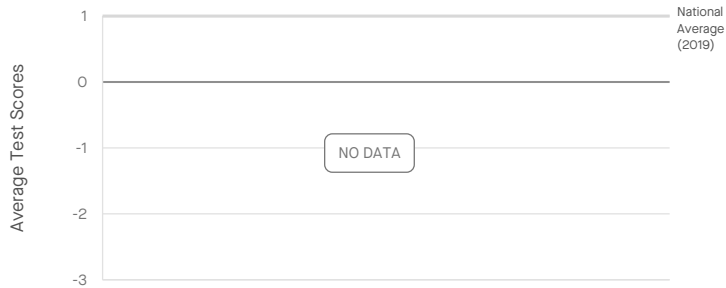 1
National
Average
(2019)
0
-1
NO DATA
-2
-3
Average Test Scores